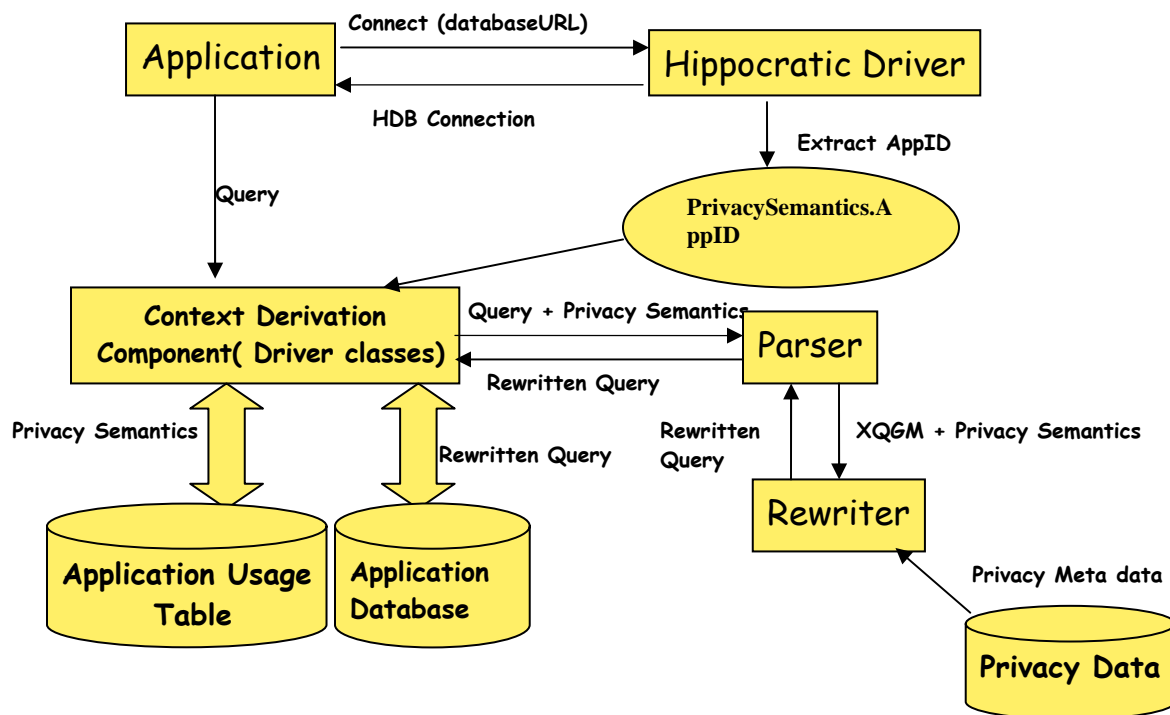 Connect (databaseURL)
Application
Hippocratic Driver
HDB Connection
Extract AppID
Query
PrivacySemantics.A
ppID
Context Derivation
Component( Driver classes)
Query + Privacy Semantics
Parser
Rewritten Query
Privacy Semantics
Rewritten Query
Rewritten
Query
XQGM + Privacy Semantics
Rewriter
Application Usage
Table
Application
Database
Privacy Meta data
Privacy Data